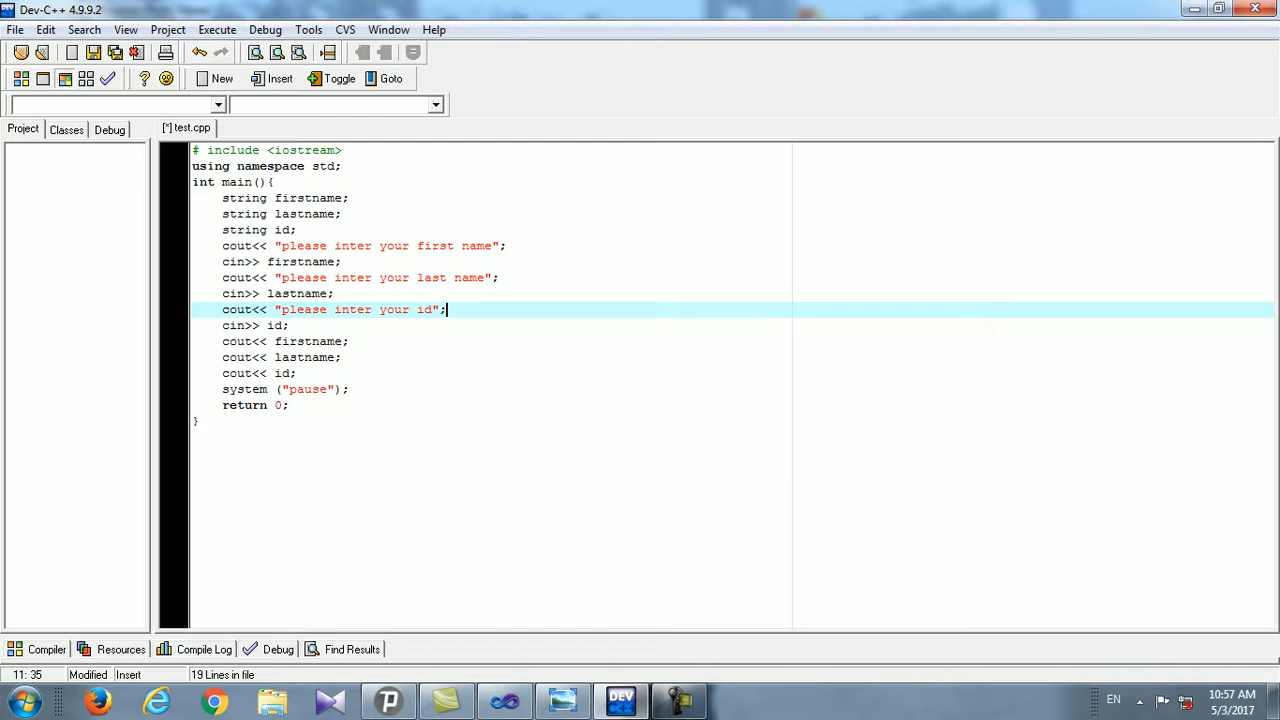 Dev-C++ 4.9.9.2
File Edit Search View Project Execute Debug Tools CVS Window Help
New Insert Toggle Goto
Project Classes Debug [*] test.cpp
# include <iostream>
using namespace std;
int main(){
string firstname;
string lastname;
string id;
cout<< "please inter your first name";
cin>> firstname;
cout<< "please inter your last name";
cin>> lastname;
cout<< "please inter your id";
cin>> id;
cout<< firstname;
cout<< lastname;
cout<< id;
system ("pause");
return 0;
}
Compiler Resources Compile Log Debug Find Results
11: 35 Modified Insert 19 Lines in file
DEV C++ EN 10:57 AM
5/3/2017